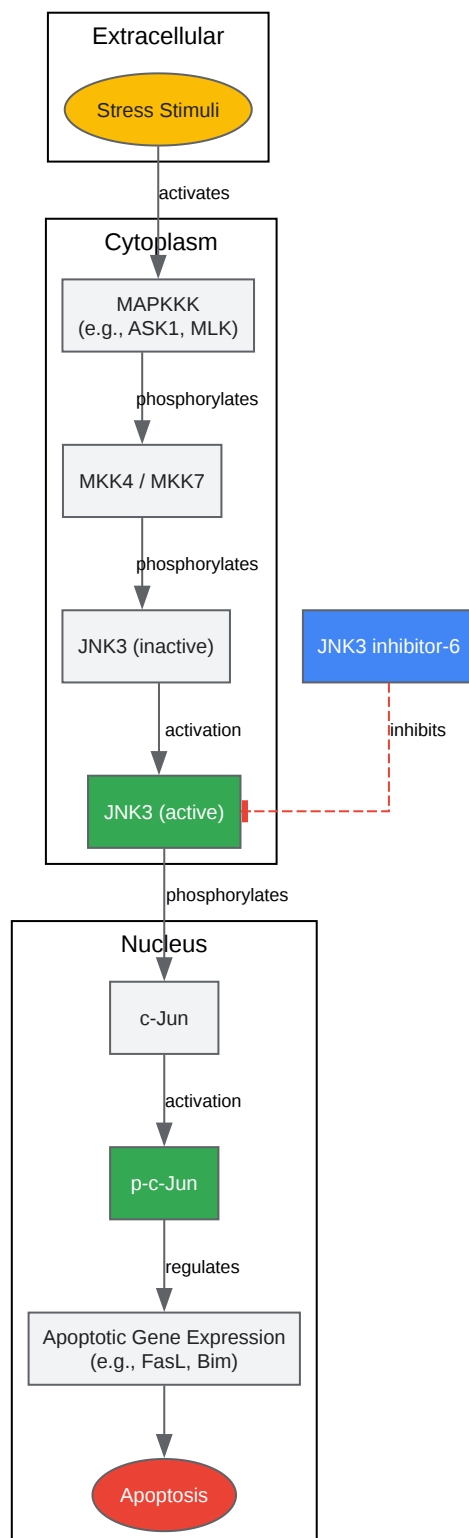 Extracellular
Stress Stimuli
activates
Cytoplasm
MAPKKK
(e.g., ASK1, MLK)
phosphorylates
MKK4 / MKK7
phosphorylates
JNK3 (inactive)
JNK3 inhibitor-6
activation
inhibits
JNK3 (active)
phosphorylates
Nucleus
c-Jun
activation
p-c-Jun
regulates
Apoptotic Gene Expression
(e.g., FasL, Bim)
Apoptosis